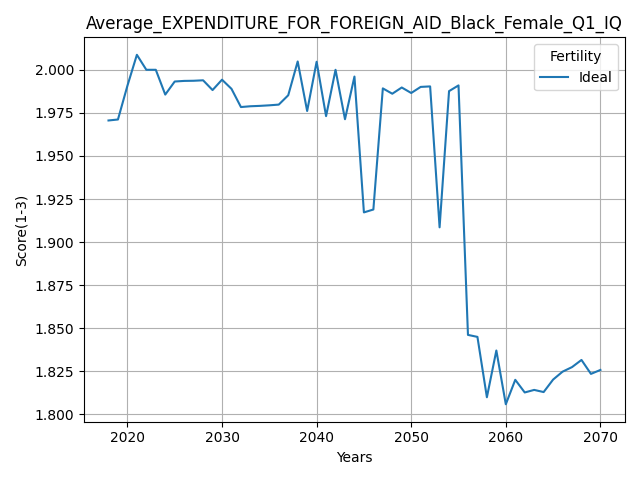 Average_EXPENDITURE_FOR_FOREIGN_AID_Black_Female_Q1_IQ
Fertility
Ideal
2.000
1.975
1.950
1.925
1.900
1.875
1.850
1.825
1.800
Score(1-3)
2020 2030 2040 2050 2060 2070
Years